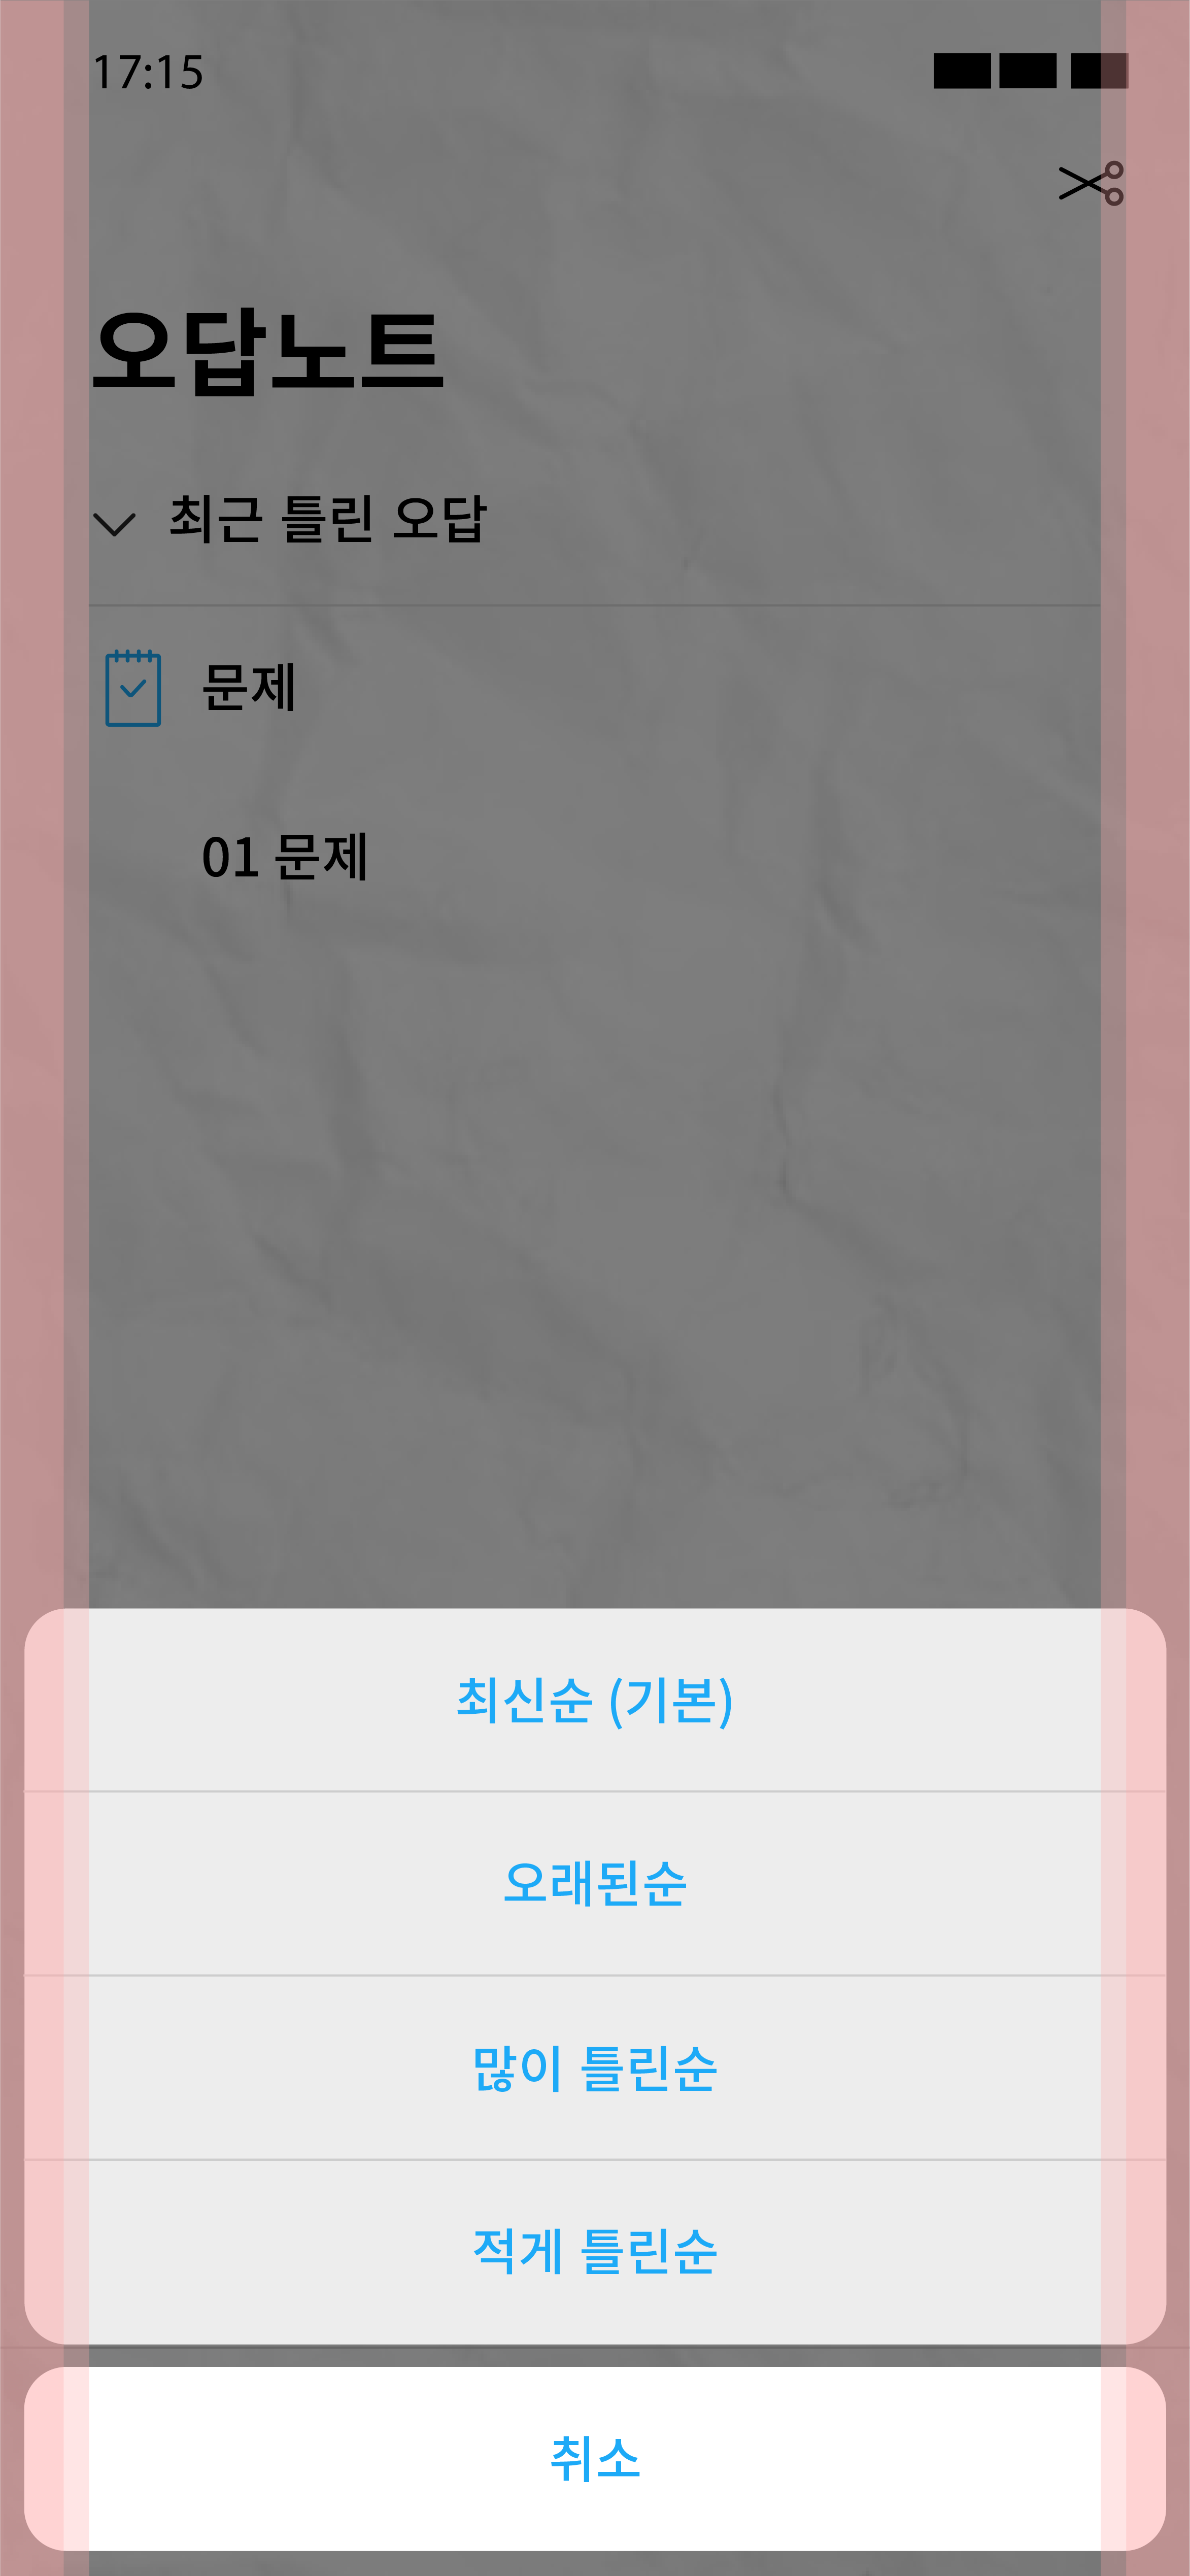 17:15
오답노트
최근 틀린 오답
문제
01 문제
최신순 (기본)
오래된순
많이 틀린순
적게 틀린순
취소